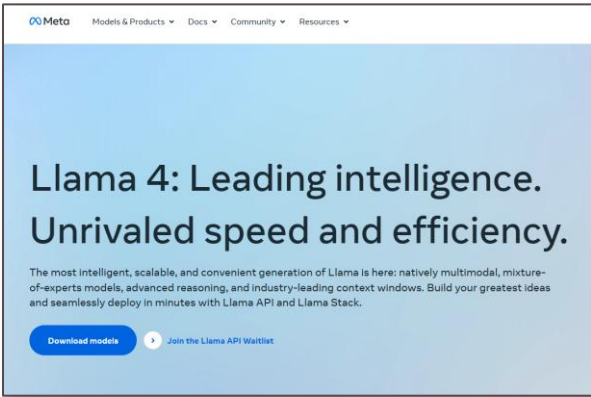 Meta Models & Products Docs Community Resources
Llama 4: Leading intelligence.
Unrivaled speed and efficiency.
The most intelligent, scalable, and convenient generation of Llama is here: natively multimodal, mixture-
of-experts models, advanced reasoning, and industry-leading context windows. Build your greatest ideas
and seamlessly deploy in minutes with Llama API and Llama Stack.
Download models Join the Llama API Waitlist